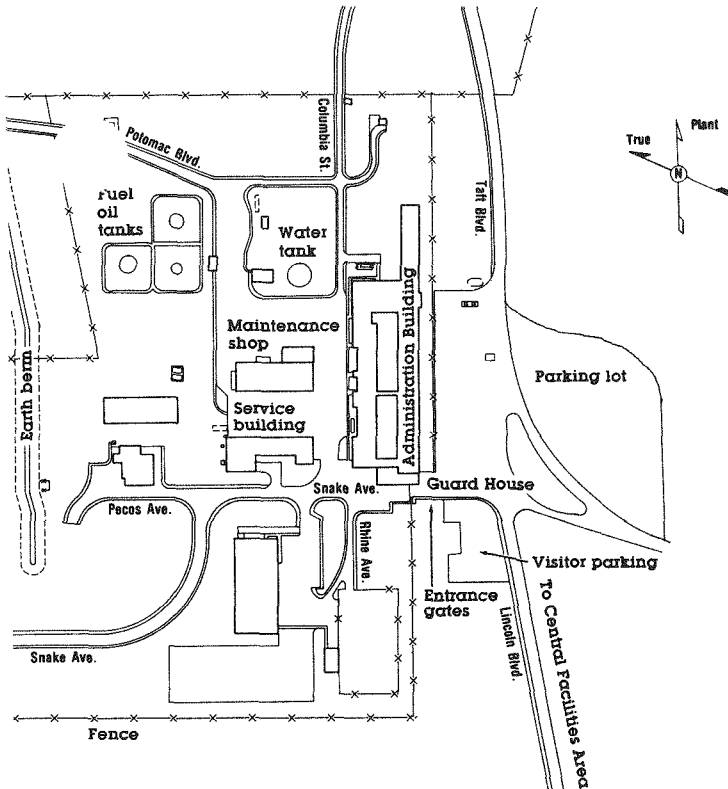 Columbia St.
Potomac Blvd.
Plant
True
N
Taft Blvd.
Fuel
oil
tanks
Water
tank
Administration Building
Maintenance
shop
Earth berm
Parking lot
Service
building
Snake Ave.
Guard House
Pecos Ave.
Rhine Ave.
Visitor parking
Entrance
gates
Lincoln Blvd.
To Central Facilities Area
Snake Ave.
Fence